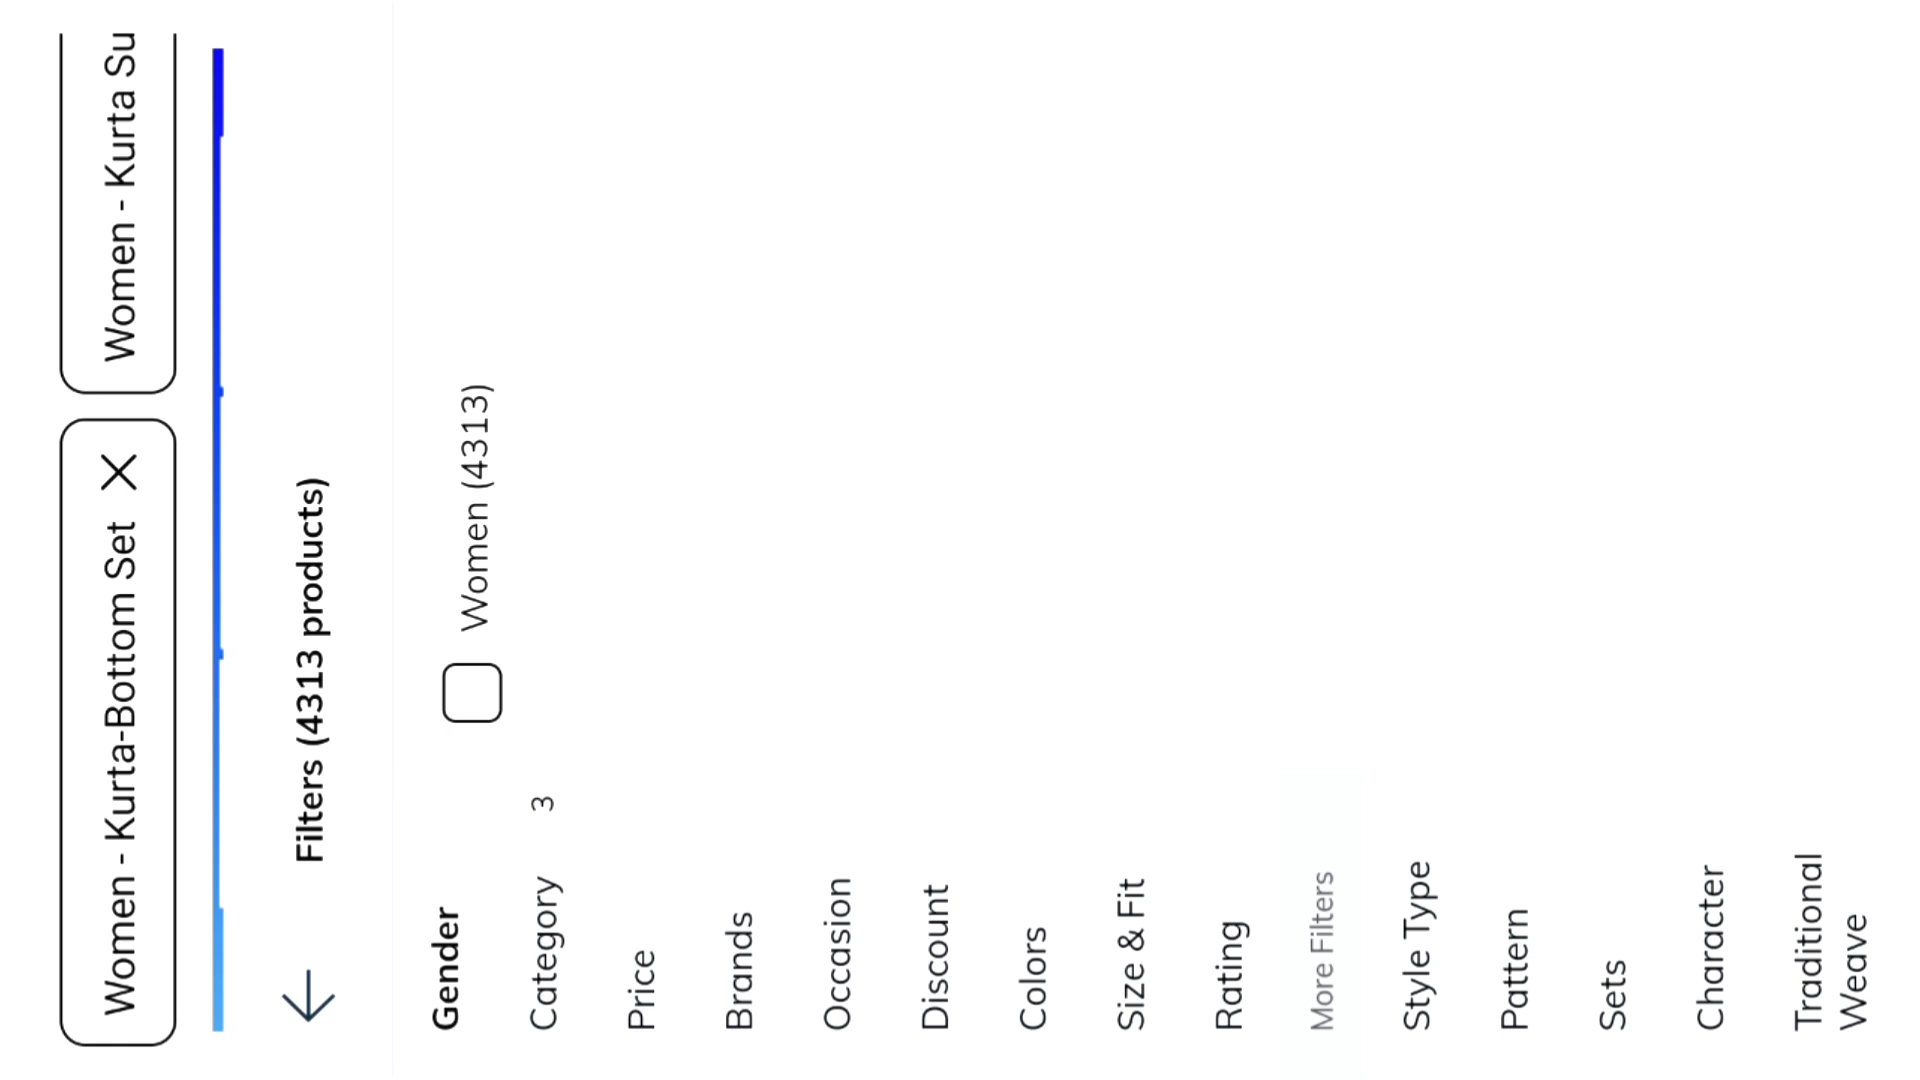 Women - Kurta-Bottom Set
Women - Kurta Su
Filters (4313 products)
Gender
Women (4313)
Category 3
Price
Brands
Occasion
Discount
Colors
Size & Fit
Rating
More Filters
Style Type
Pattern
Sets
Character
Traditional
Weave